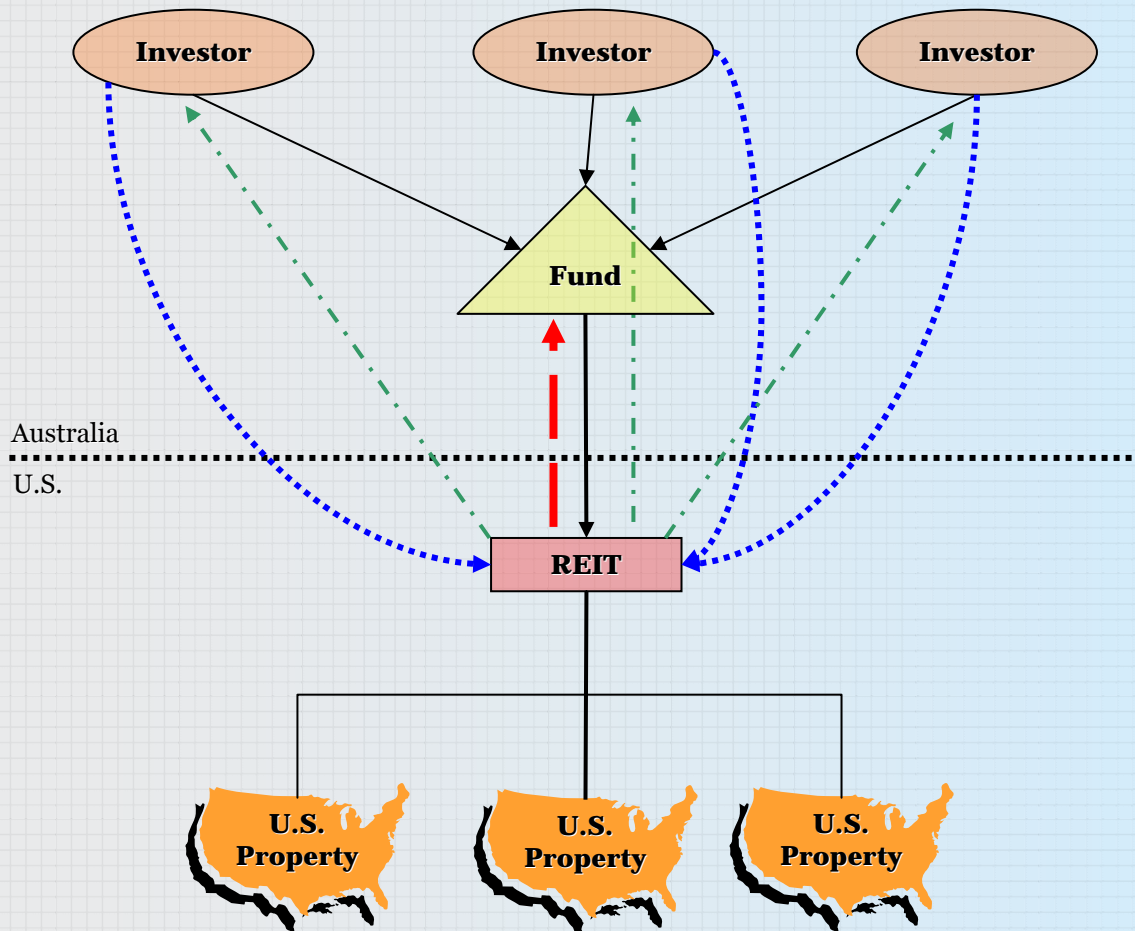 Investor
Investor
Investor
Fund
Australia
U.S.
REIT
U.S.
Property
U.S.
Property
U.S.
Property